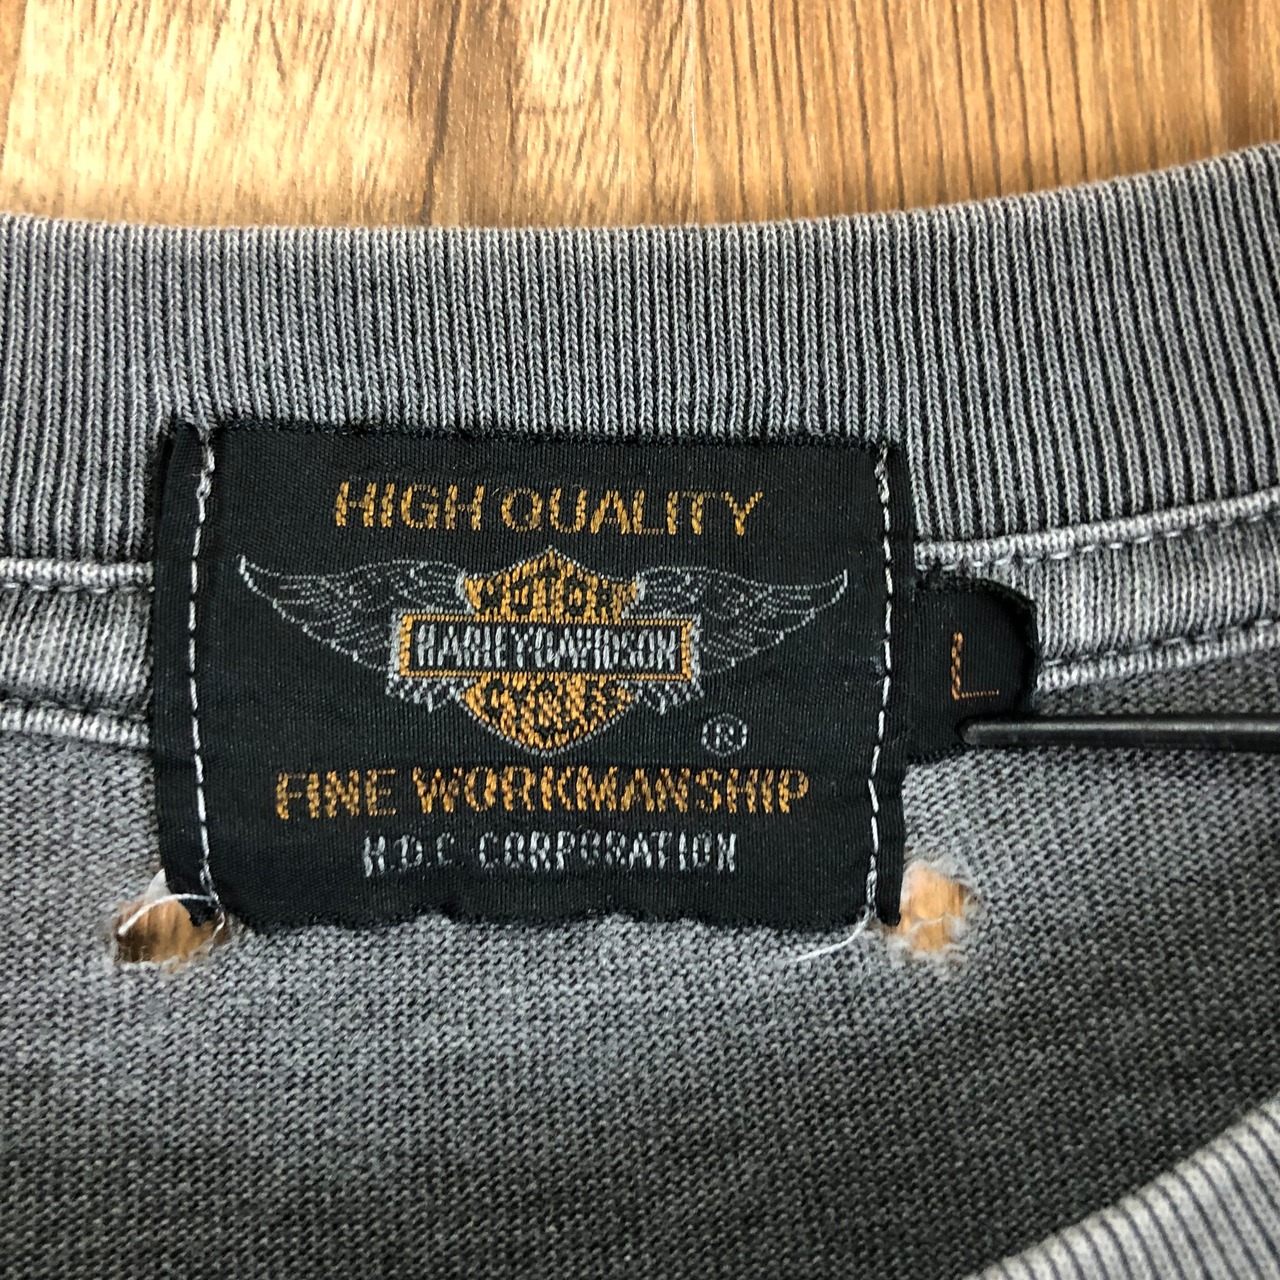 HIGH QUALITY
MOTOR
HARLEY-DAVIDSON
CYCLES
®
L
FINE WORKMANSHIP
H.D.C. CORPORATION